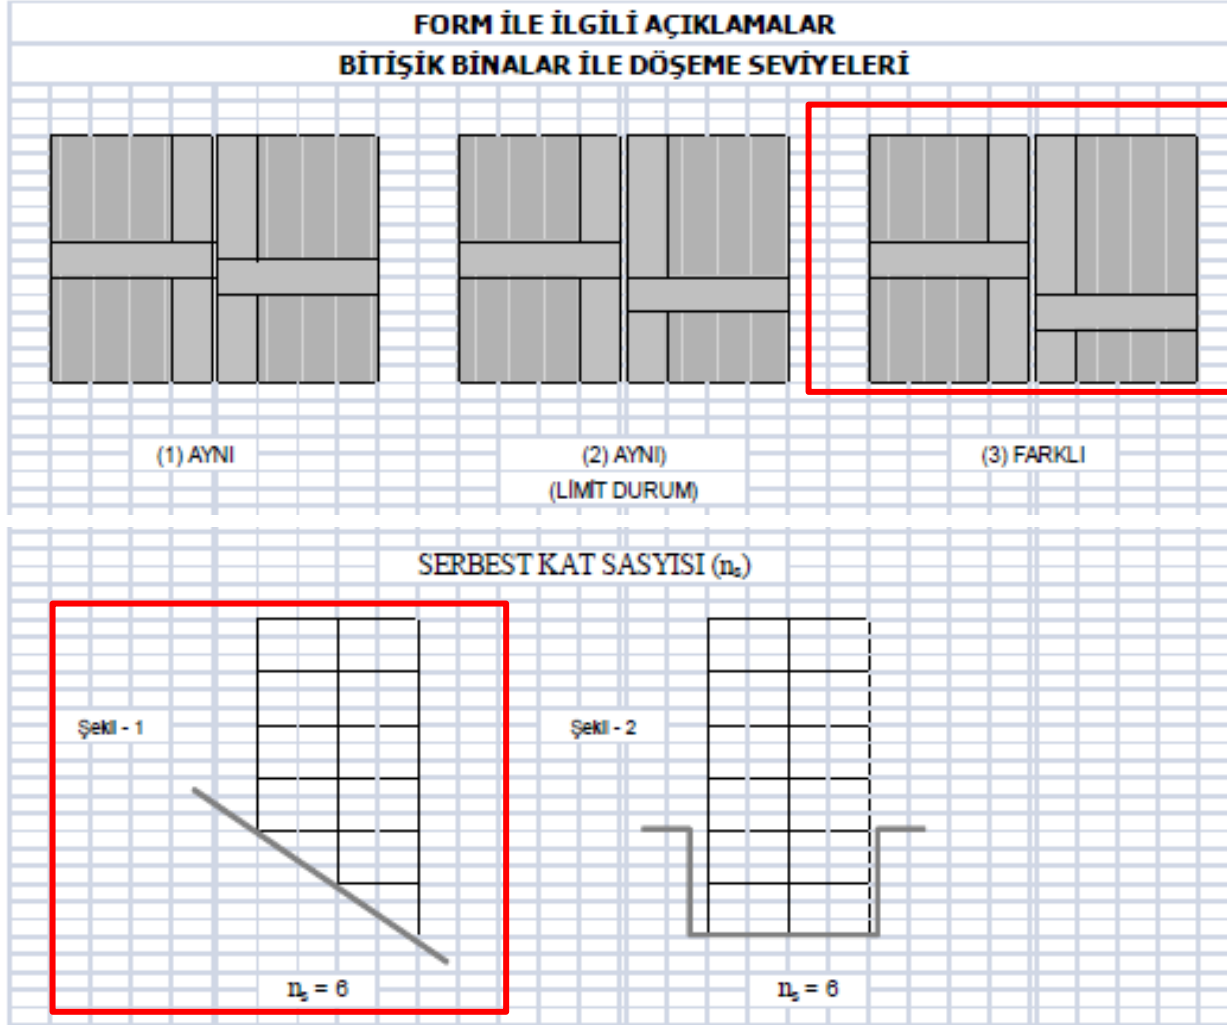 FORM İLE İLGİLİ AÇIKLAMALAR
BİTİŞİK BİNALAR İLE DÖŞEME SEVİYELERİ
(1) AYNI
(2) AYNI)
(3) FARKLI
(LİMİT DURUM)
SERBEST KAT SASYISI (nₛ)
Şekil - 1
Şekil - 2
nₛ = 6
nₛ = 6